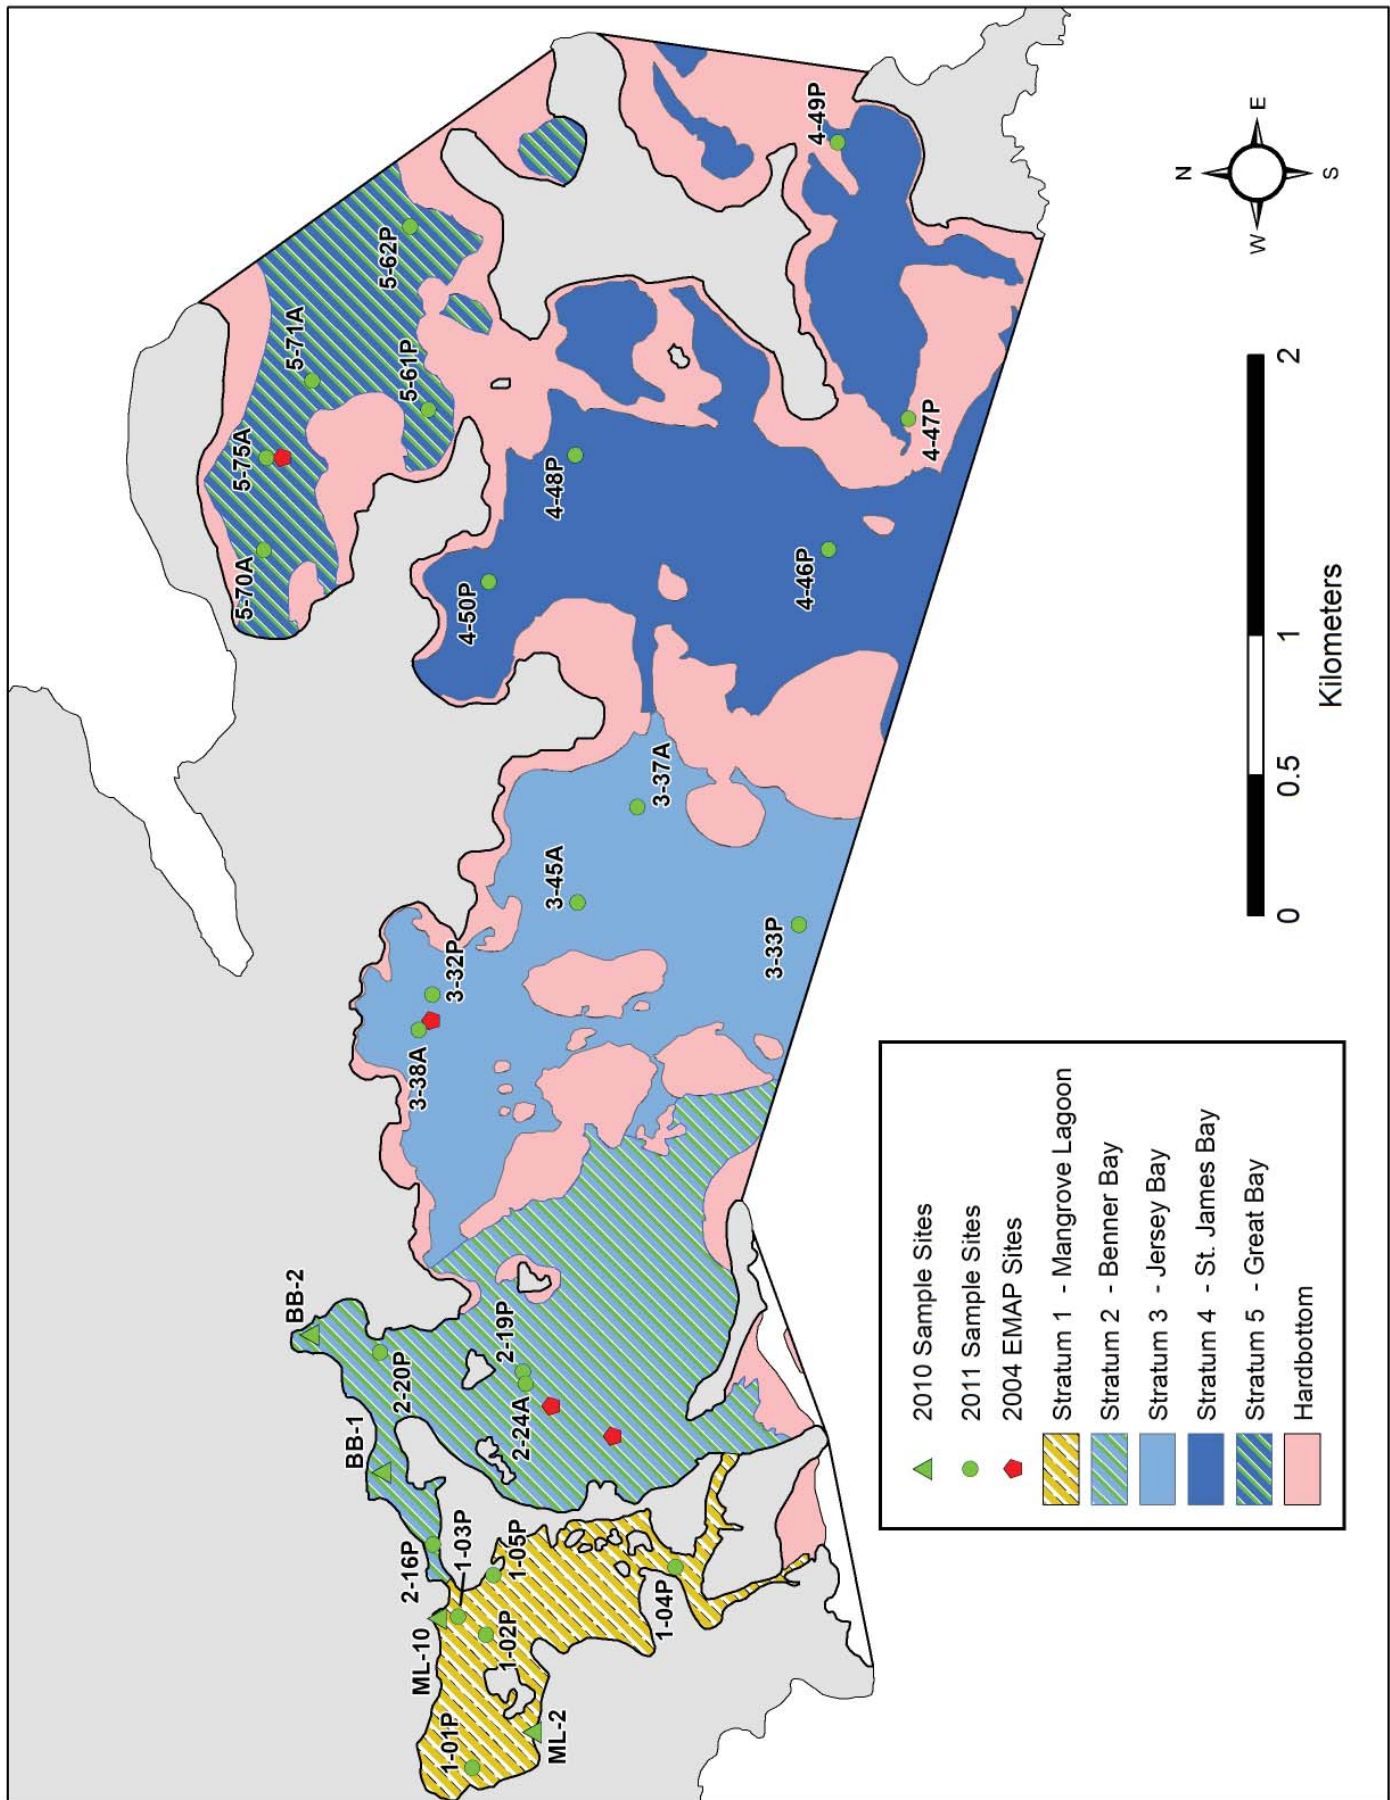 5-70A
5-75A
5-71A
5-62P
5-61P
4-49P
4-47P
4-48P
4-46P
4-50P
3-37A
3-45A
3-33P
3-32P
3-38A
BB-2
2-20P
BB-1
2-19P
2-24A
2-16P
1-03P
1-05P
ML-10
1-02P
1-04P
1-01P
ML-2
2010 Sample Sites
2011 Sample Sites
2004 EMAP Sites
Stratum 1 - Mangrove Lagoon
Stratum 2 - Benner Bay
Stratum 3 - Jersey Bay
Stratum 4 - St. James Bay
Stratum 5 - Great Bay
Hardbottom
0 0.5 1 2
Kilometers
N
W E
S